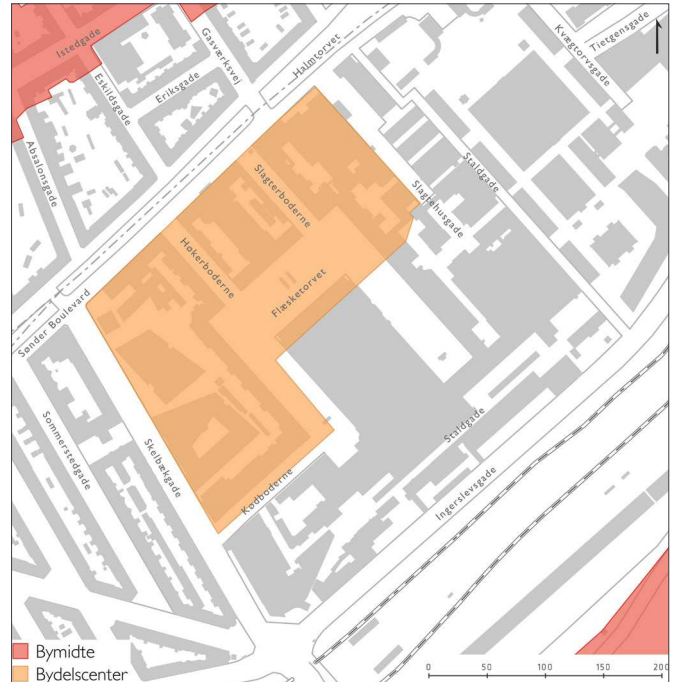 Istedgade
Gasværksvej
Halmtorvet
Kvægtorvsgade
Tietgensgade
Eskildsgade
Eriksgade
Absalonsgade
Slagterboderne
Staldgade
Slagtehusgade
Høkerboderne
Flæsketorvet
Sønder Boulevard
Sommerstedgade
Skelbækgade
Kødboderne
Staldgade
Ingerslevsgade
Bymidte
Bydelscenter
0 50 100 150 200